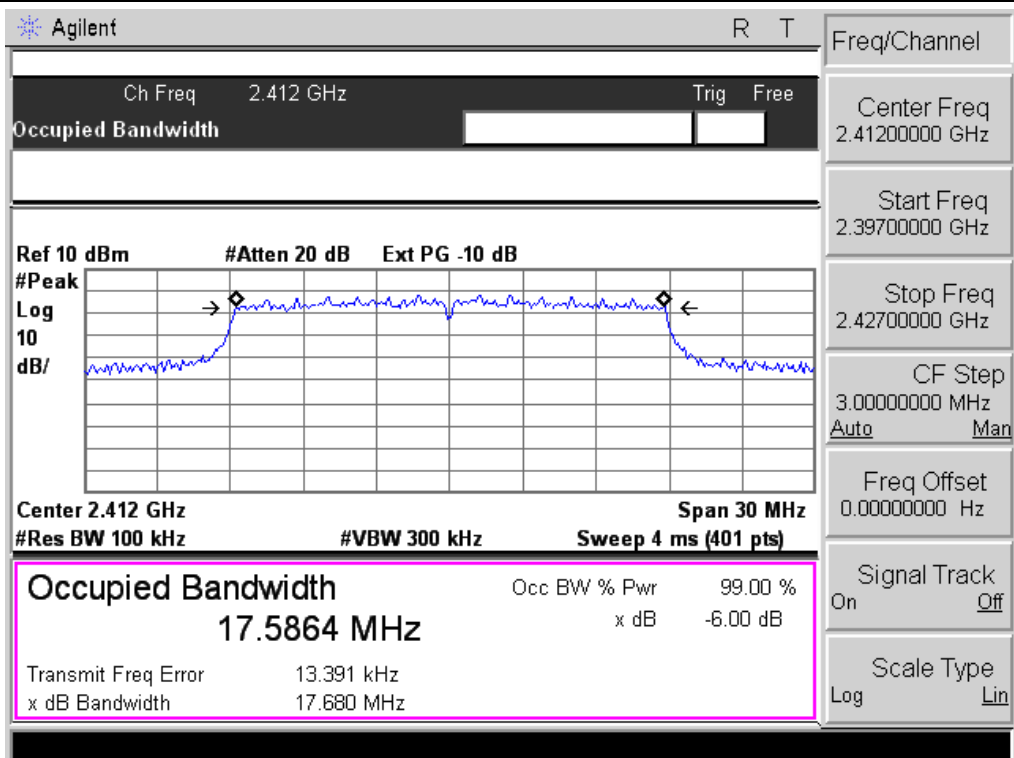 Agilent R T
Ch Freq 2.412 GHz Trig Free
Occupied Bandwidth
Ref 10 dBm #Atten 20 dB Ext PG -10 dB
#Peak
Log
10
dB/
Center 2.412 GHz Span 30 MHz
#Res BW 100 kHz #VBW 300 kHz Sweep 4 ms (401 pts)
Occupied Bandwidth
17.5864 MHz
Occ BW % Pwr 99.00 %
x dB -6.00 dB
Transmit Freq Error 13.391 kHz
x dB Bandwidth 17.680 MHz
Freq/Channel
Center Freq
2.41200000 GHz
Start Freq
2.39700000 GHz
Stop Freq
2.42700000 GHz
CF Step
3.00000000 MHz
Auto Man
Freq Offset
0.00000000 Hz
Signal Track
On Off
Scale Type
Log Lin